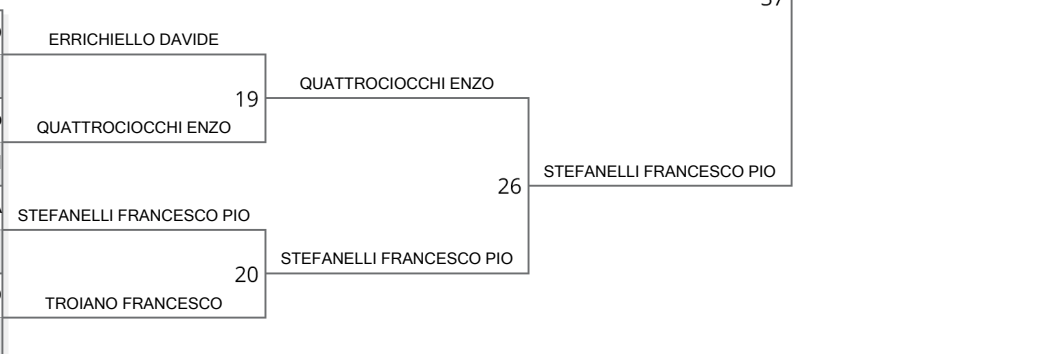 ERRICHIELLO DAVIDE
QUATTROCIOCCHI ENZO
19
QUATTROCIOCCHI ENZO
STEFANELLI FRANCESCO PIO
26
STEFANELLI FRANCESCO PIO
STEFANELLI FRANCESCO PIO
20
TROIANO FRANCESCO